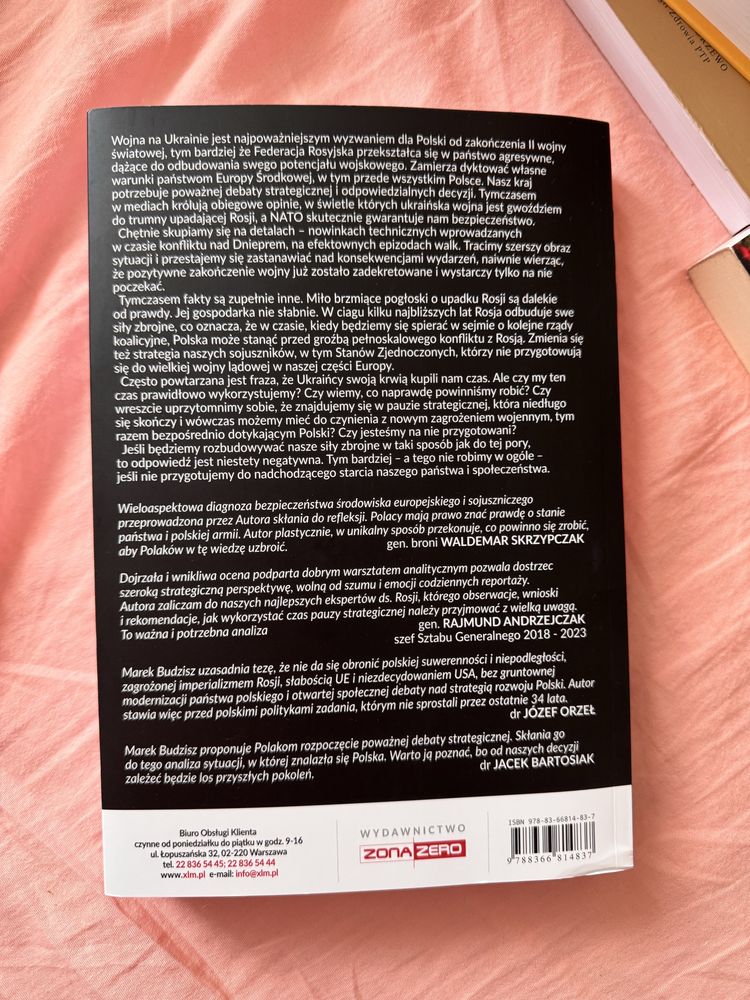 Wojna na Ukrainie jest najpoważniejszym wyzwaniem dla Polski od zakończenia II wojny
światowej, tym bardziej że Federacja Rosyjska przekształca się w państwo agresywne,
dążące do odbudowania swego potencjału wojskowego. Zamierza dyktować własne
warunki państwom Europy Środkowej, w tym przede wszystkim Polsce. Nasz kraj
potrzebuje poważnej debaty strategicznej i odpowiedzialnych decyzji. Tymczasem
w mediach królują obiegowe opinie, w świetle których ukraińska wojna jest gwoździem
do trumny upadającej Rosji, a NATO skutecznie gwarantuje nam bezpieczeństwo.
Chętnie skupiamy się na detalach – nowinkach technicznych wprowadzanych
w czasie konfliktu nad Dnieprem, na efektownych epizodach walk. Tracimy szerszy obraz
sytuacji i przestajemy się zastanawiać nad konsekwencjami wydarzeń, naiwnie wierząc,
że pozytywne zakończenie wojny już zostało zadekretowane i wystarczy tylko na nie
poczekać.
Tymczasem fakty są zupełnie inne. Miło brzmiące pogłoski o upadku Rosji są dalekie
od prawdy. Jej gospodarka nie słabnie. W ciągu kilku najbliższych lat Rosja odbuduje swe
siły zbrojne, co oznacza, że w czasie, kiedy będziemy się spierać w sejmie o kolejne rządy
koalicyjne, Polska może stanąć przed groźbą pełnoskalowego konfliktu z Rosją. Zmienia się
też strategia naszych sojuszników, w tym Stanów Zjednoczonych, którzy nie przygotowują
się do wielkiej wojny lądowej w naszej części Europy.
Często powtarzana jest fraza, że Ukraińcy swoją krwią kupili nam czas. Ale czy my ten
czas prawidłowo wykorzystujemy? Czy wiemy, co naprawdę powinniśmy robić? Czy
wreszcie uprzytomnimy sobie, że znajdujemy się w pauzie strategicznej, która niedługo
się skończy i wówczas możemy mieć do czynienia z nowym zagrożeniem wojennym, tym
razem bezpośrednio dotykającym Polski? Czy jesteśmy na nie przygotowani?
Jeśli będziemy rozbudowywać nasze siły zbrojne w taki sposób jak do tej pory,
to odpowiedź jest niestety negatywna. Tym bardziej – a tego nie robimy w ogóle –
jeśli nie przygotujemy do nadchodzącego starcia naszego państwa i społeczeństwa.
Wieloaspektowa diagnoza bezpieczeństwa środowiska europejskiego i sojuszniczego
przeprowadzona przez Autora skłania do refleksji. Polacy mają prawo znać prawdę o stanie
państwa i polskiej armii. Autor plastycznie, w unikalny sposób przekonuje, co powinno się zrobić,
aby Polaków w tę wiedzę uzbroić. gen. broni WALDEMAR SKRZYPCZAK
Dojrzała i wnikliwa ocena podparta dobrym warsztatem analitycznym pozwala dostrzec
szeroką strategiczną perspektywę, wolną od szumu i emocji codziennych reportaży.
Autora zaliczam do naszych najlepszych ekspertów ds. Rosji, którego obserwacje, wnioski
i rekomendacje, jak wykorzystać czas pauzy strategicznej należy przyjmować z wielką uwagą.
To ważna i potrzebna analiza gen. RAJMUND ANDRZEJCZAK
szef Sztabu Generalnego 2018 - 2023
Marek Budzisz uzasadnia tezę, że nie da się obronić polskiej suwerenności i niepodległości,
zagrożonej imperializmem Rosji, słabością UE i niezdecydowaniem USA, bez gruntownej
modernizacji państwa polskiego i otwartej społecznej debaty nad strategią rozwoju Polski. Autor
stawia więc przed polskimi politykami zadania, którym nie sprostali przez ostatnie 34 lata.
dr JÓZEF ORZEŁ
Marek Budzisz proponuje Polakom rozpoczęcie poważnej debaty strategicznej. Skłania go
do tego analiza sytuacji, w której znalazła się Polska. Warto ją poznać, bo od naszych decyzji
zależeć będzie los przyszłych pokoleń. dr JACEK BARTOSIAK
Biuro Obsługi Klienta
czynne od poniedziałku do piątku w godz. 9-16
ul. Łopuszańska 32, 02-220 Warszawa
tel. 22 836 54 45; 22 836 54 44
www.xlm.pl e-mail: info@xlm.pl
WYDAWNICTWO
ZONA ZERO
ISBN 978-83-66814-83-7
9 788366 814837
Zdrowia PTP